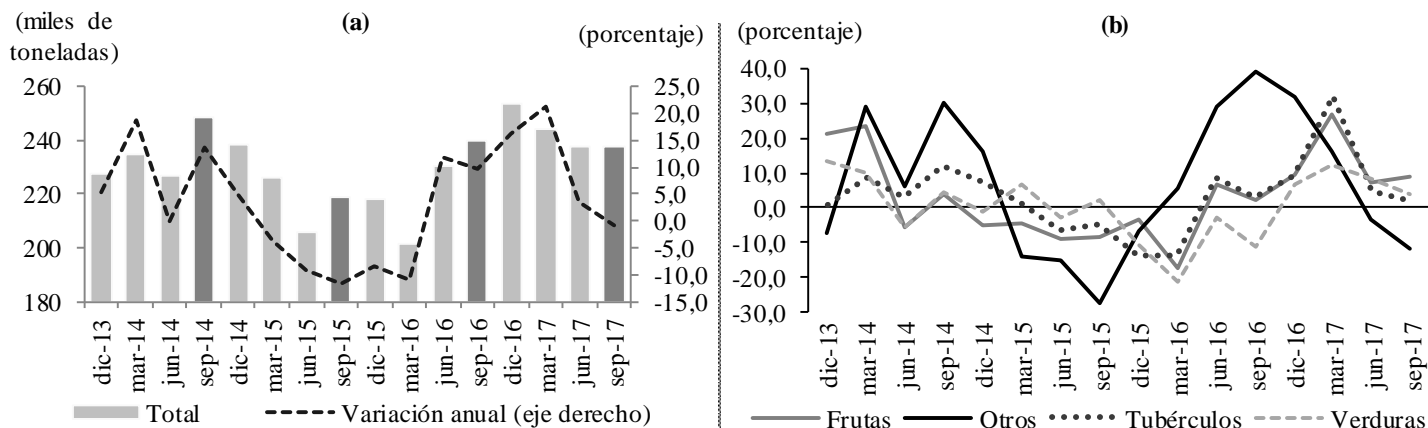 (miles de toneladas)
(a)
(porcentaje)
260
240
220
200
180
25,0
20,0
15,0
10,0
5,0
0,0
-5,0
-10,0
-15,0
dic-13
mar-14
jun-14
sep-14
dic-14
mar-15
jun-15
sep-15
dic-15
mar-16
jun-16
sep-16
dic-16
mar-17
jun-17
sep-17
Total
Variación anual (eje derecho)
(porcentaje)
(b)
40,0
30,0
20,0
10,0
0,0
-10,0
-20,0
-30,0
dic-13
mar-14
jun-14
sep-14
dic-14
mar-15
jun-15
sep-15
dic-15
mar-16
jun-16
sep-16
dic-16
mar-17
jun-17
sep-17
Frutas
Otros
Tubérculos
Verduras